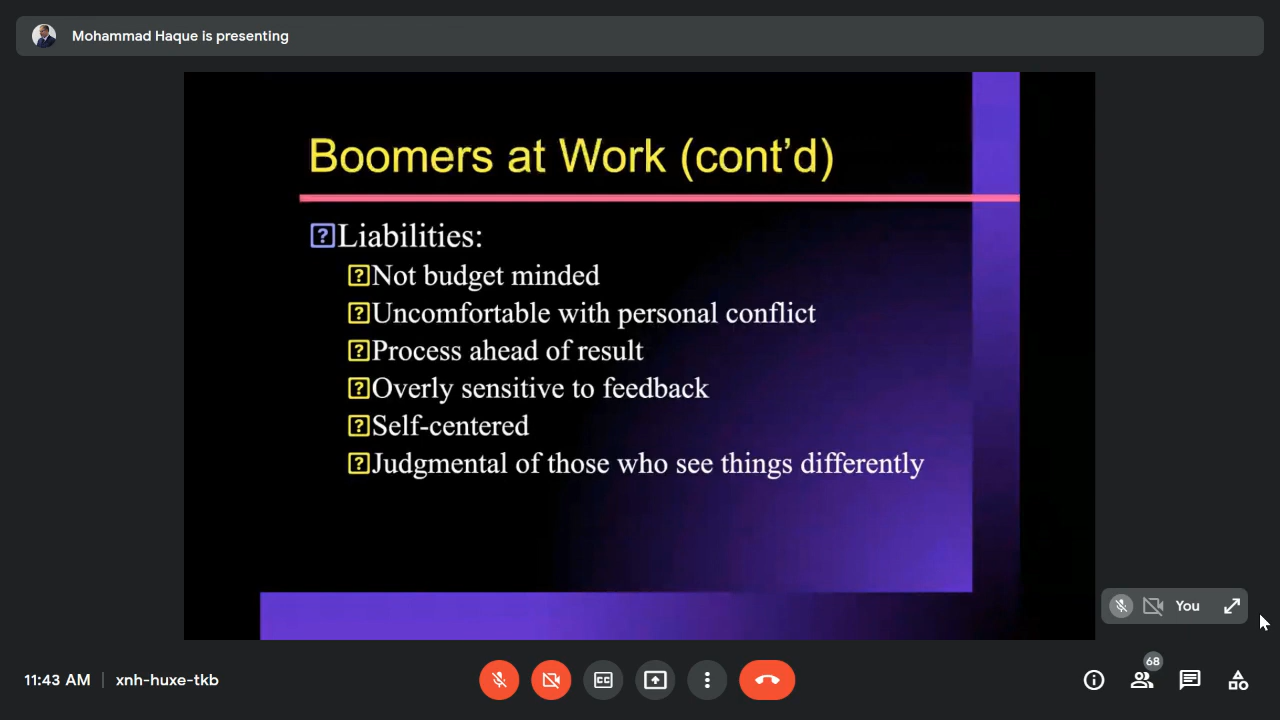 Mohammad Haque is presenting
Boomers at Work (cont’d)
Liabilities:
Not budget minded
Uncomfortable with personal conflict
Process ahead of result
Overly sensitive to feedback
Self-centered
Judgmental of those who see things differently
You
68
11:43 AM | xnh-huxe-tkb
CC